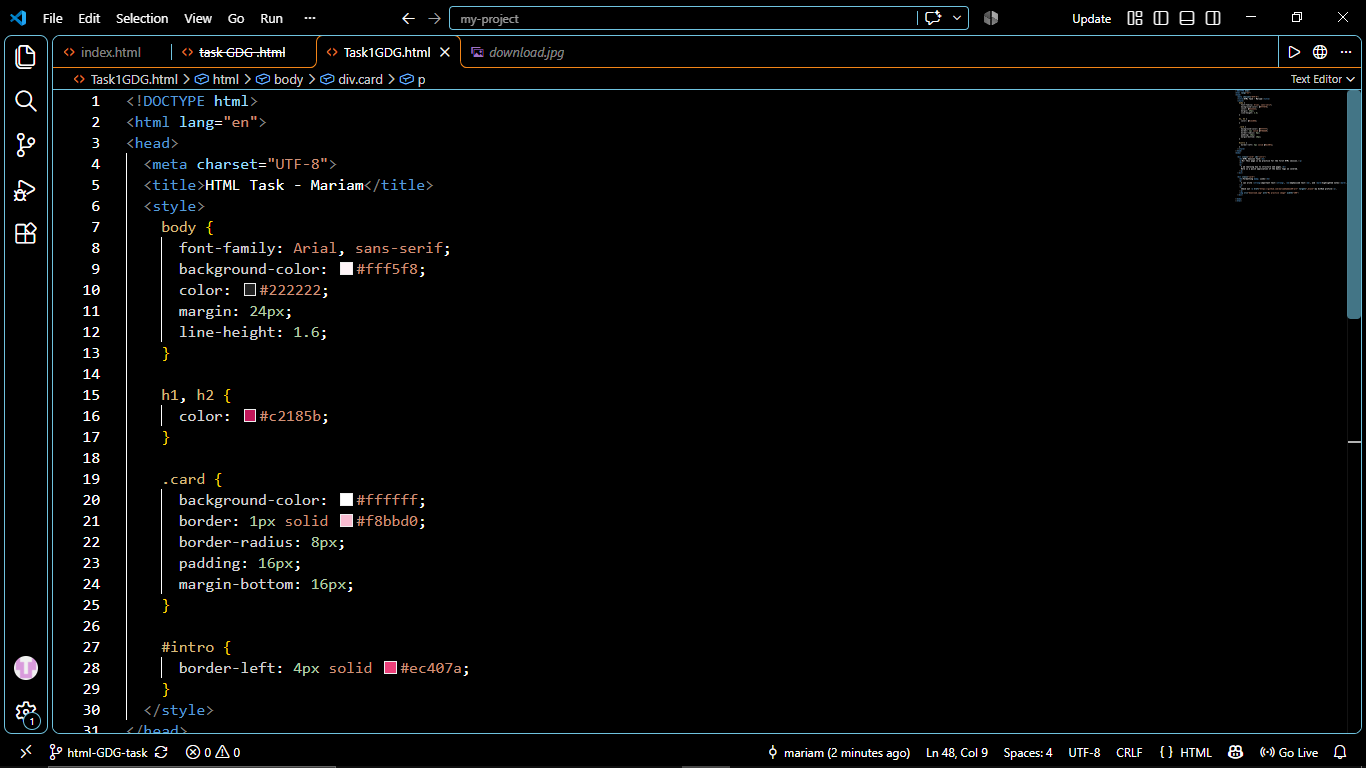 File Edit Selection View Go Run ··· my-project Update
index.html task GDG .html Task1GDG.html download.jpg
Task1GDG.html > html > body > div.card > p Text Editor
1 <!DOCTYPE html>
2 <html lang="en">
3 <head>
4 <meta charset="UTF-8">
5 <title>HTML Task - Mariam</title>
6 <style>
7 body {
8 font-family: Arial, sans-serif;
9 background-color: #fff5f8;
10 color: #222222;
11 margin: 24px;
12 line-height: 1.6;
13 }
14
15 h1, h2 {
16 color: #c2185b;
17 }
18
19 .card {
20 background-color: #ffffff;
21 border: 1px solid #f8bbd0;
22 border-radius: 8px;
23 padding: 16px;
24 margin-bottom: 16px;
25 }
26
27 #intro {
28 border-left: 4px solid #ec407a;
29 }
30 </style>
31 </head>
1
html-GDG-task 0 0 mariam (2 minutes ago) Ln 48, Col 9 Spaces: 4 UTF-8 CRLF { } HTML Go Live